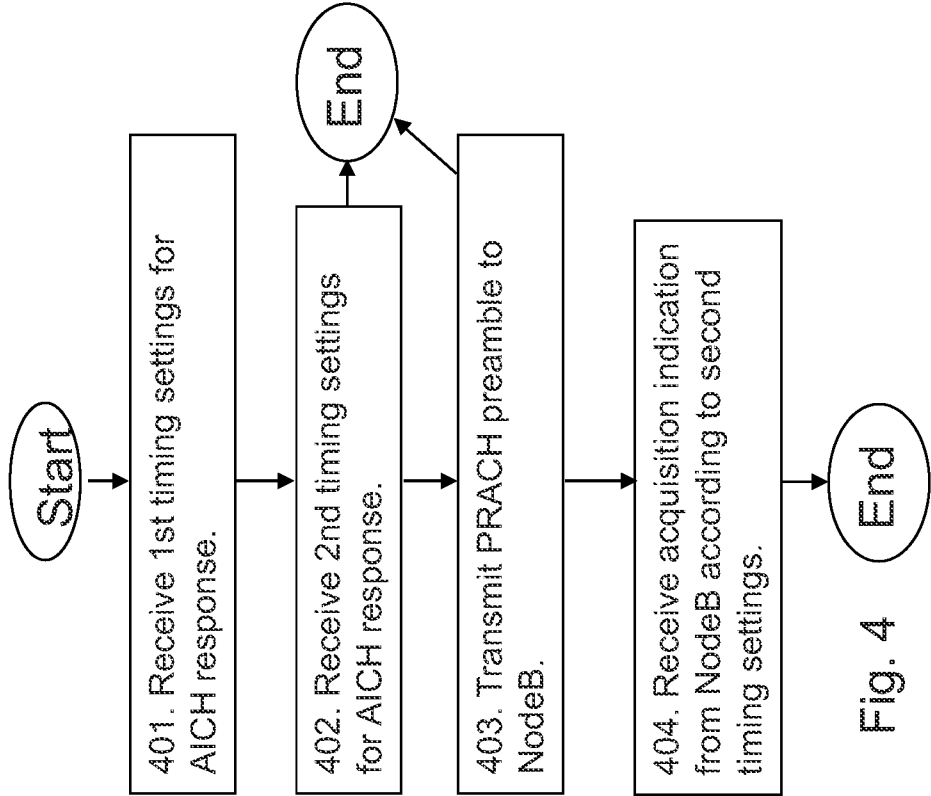 Start
401. Receive 1st timing settings for
AICH response.
402. Receive 2nd timing settings
for AICH response.
End
403. Transmit PRACH preamble to
NodeB.
404. Receive acquisition indication
from NodeB according to second
timing settings.
End
Fig. 4